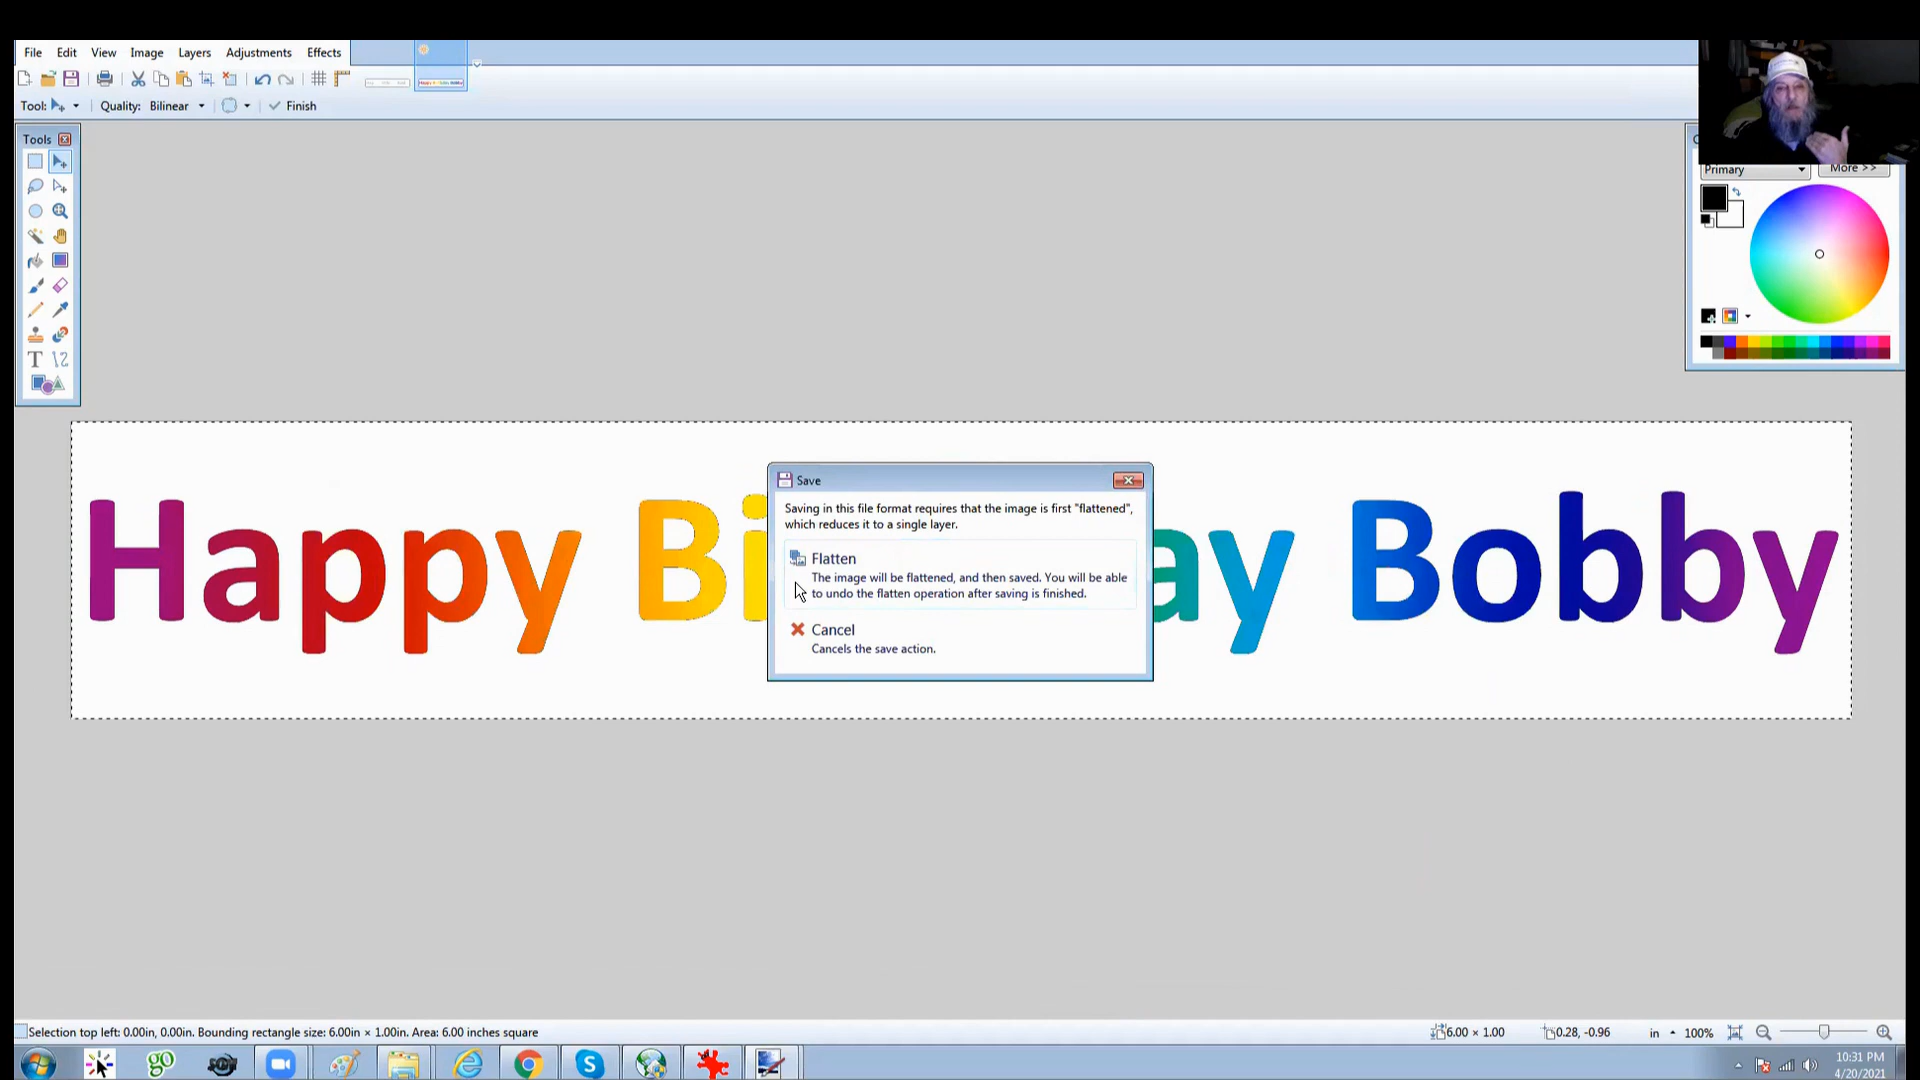 File Edit View Image Layers Adjustments Effects
Tool: Quality: Bilinear Finish
Tools
Primary More >>
Save
Saving in this file format requires that the image is first "flattened",
which reduces it to a single layer.
Flatten
The image will be flattened, and then saved. You will be able
to undo the flatten operation after saving is finished.
Cancel
Cancels the save action.
Happy Bi ay Bobby
Selection top left: 0.00in, 0.00in. Bounding rectangle size: 6.00in × 1.00in. Area: 6.00 inches square
6.00 × 1.00 0.28, -0.96 in 100%
go
10:31 PM
4/20/2021